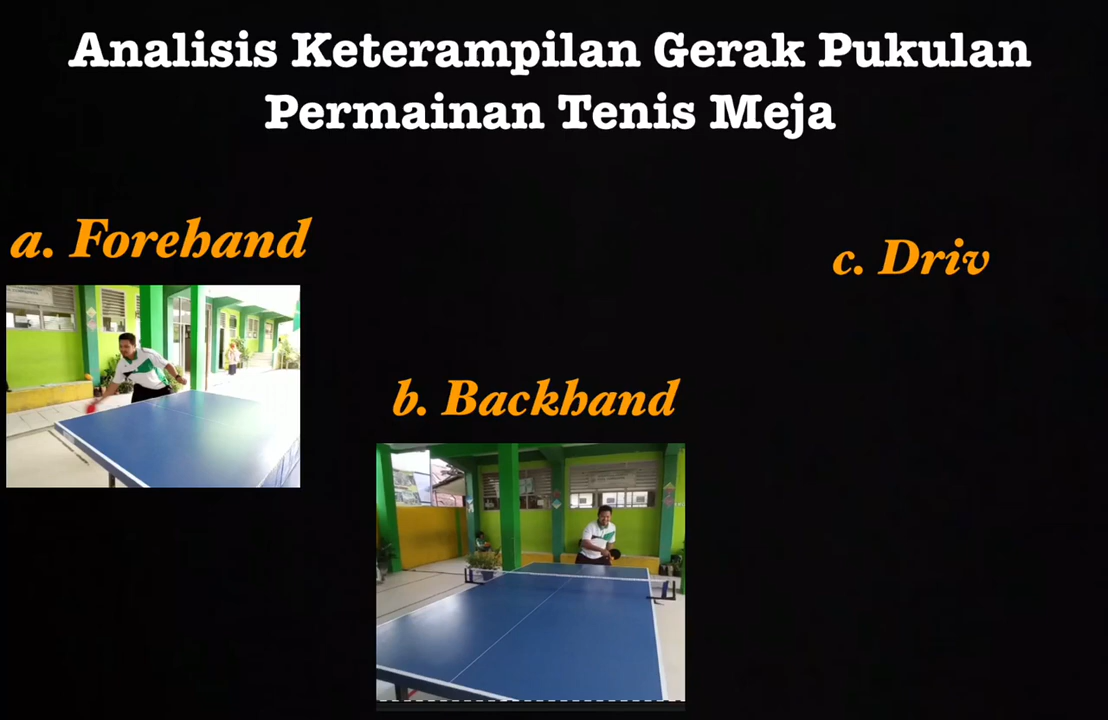 Analisis Keterampilan Gerak Pukulan
Permainan Tenis Meja
a. Forehand
b. Backhand
c. Driv